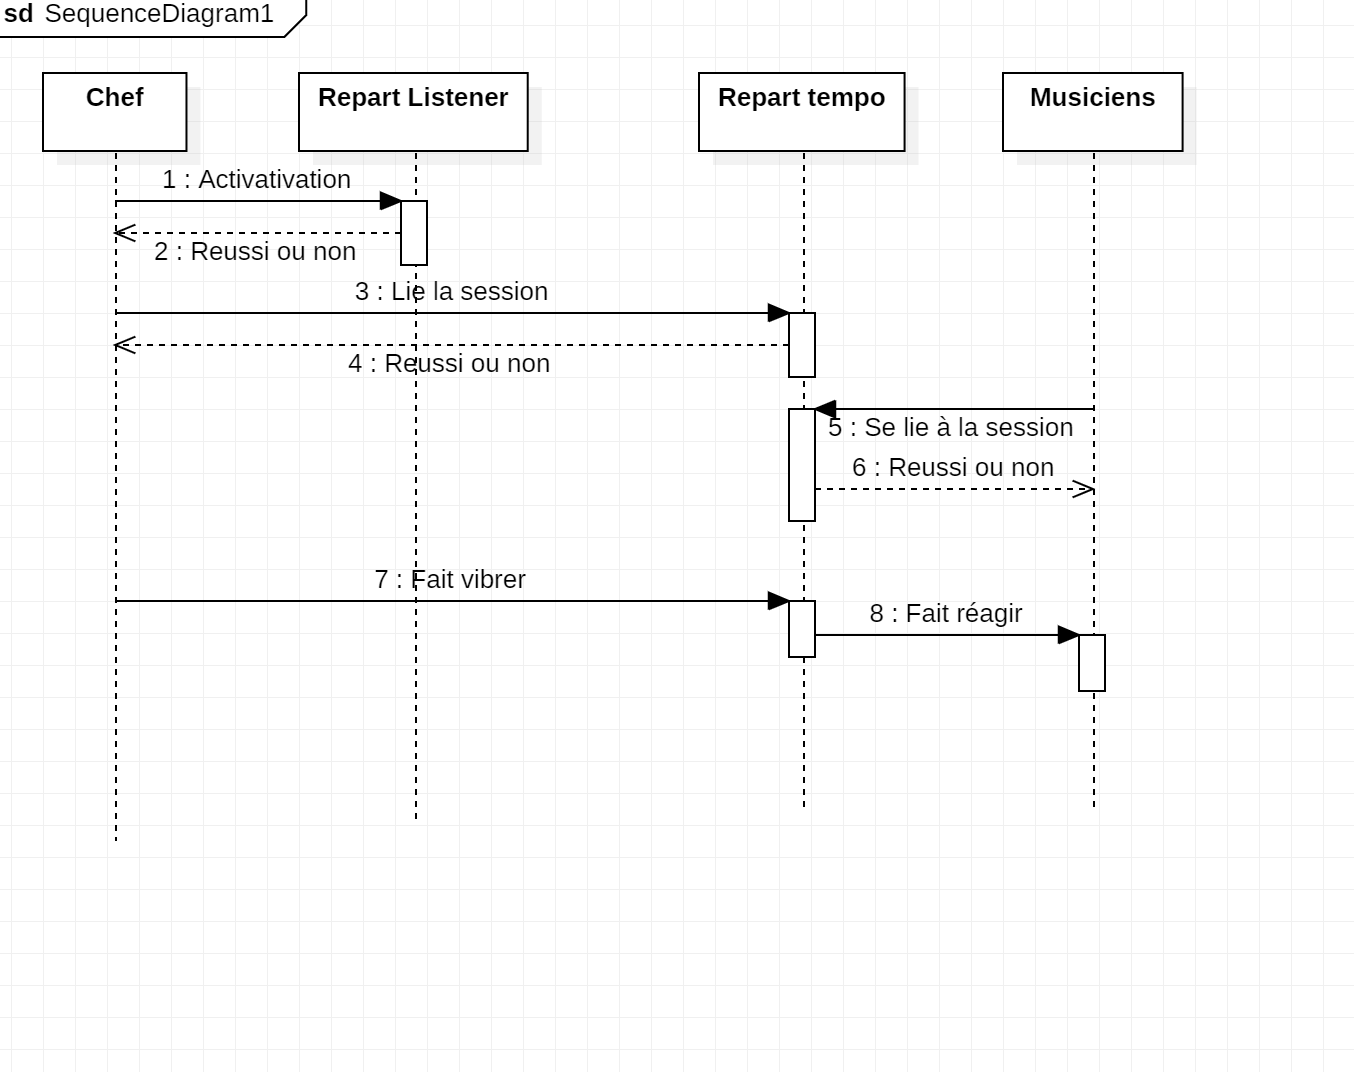 sd SequenceDiagram1
Chef
Repart Listener
Repart tempo
Musiciens
1 : Activativation
2 : Reussi ou non
3 : Lie la session
4 : Reussi ou non
5 : Se lie à la session
6 : Reussi ou non
7 : Fait vibrer
8 : Fait réagir